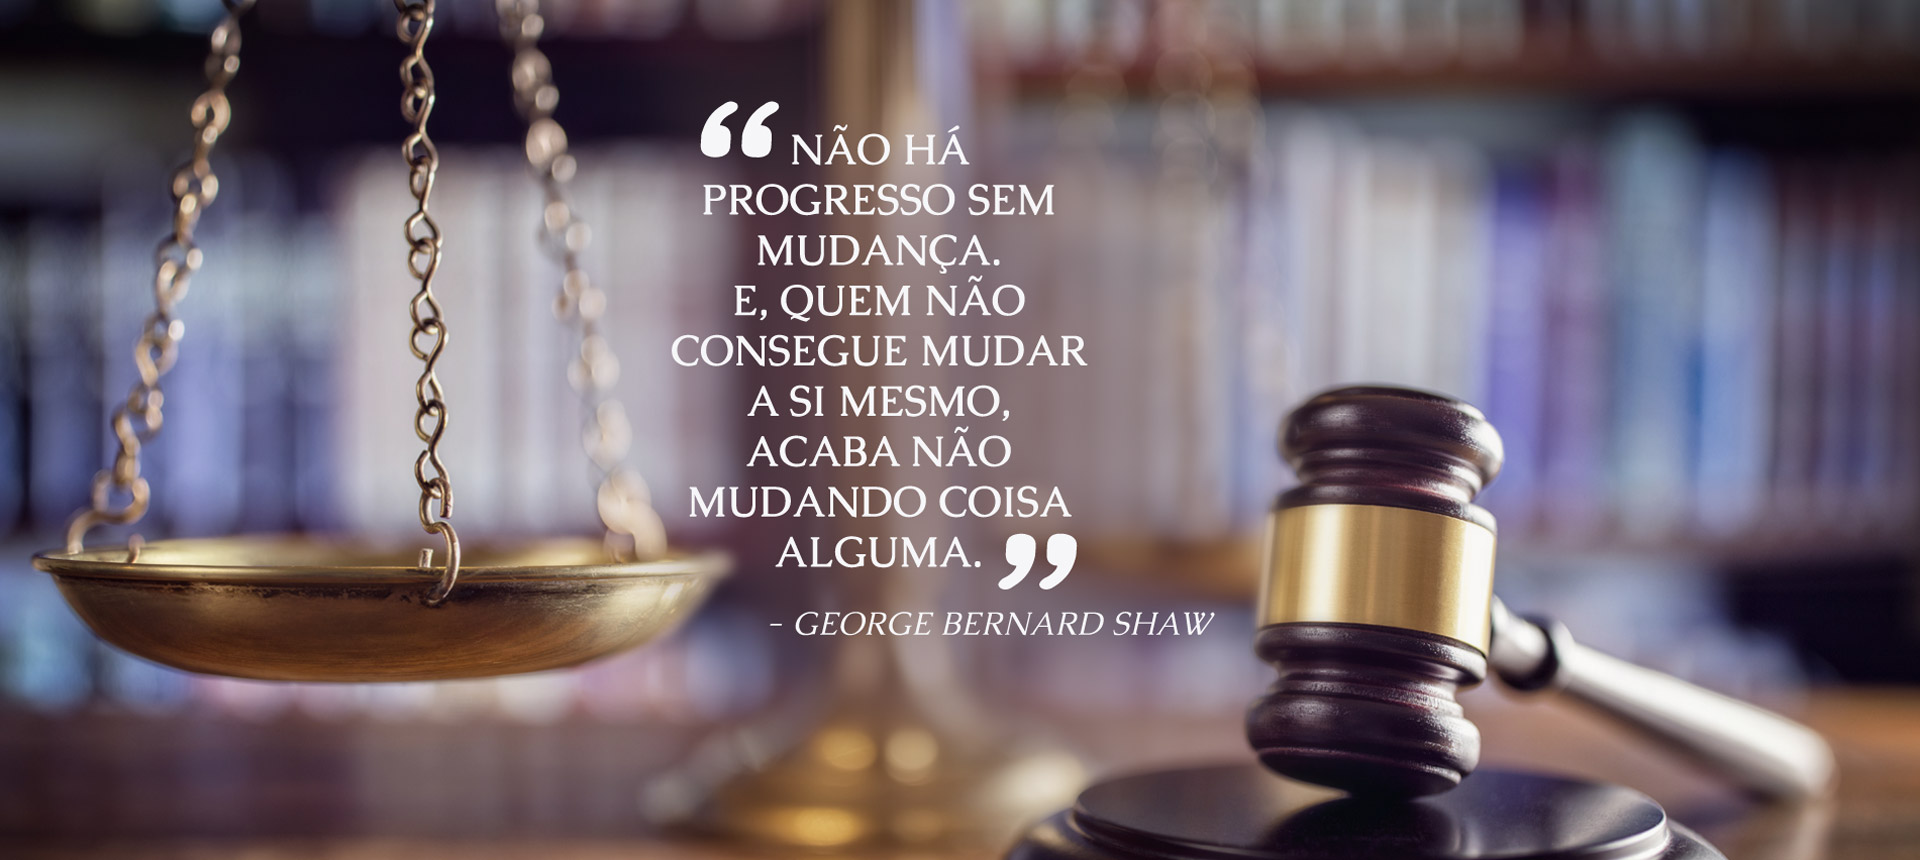 “ NÃO HÁ
PROGRESSO SEM
MUDANÇA.
E, QUEM NÃO
CONSEGUE MUDAR
A SI MESMO,
ACABA NÃO
MUDANDO COISA
ALGUMA. ”
- GEORGE BERNARD SHAW